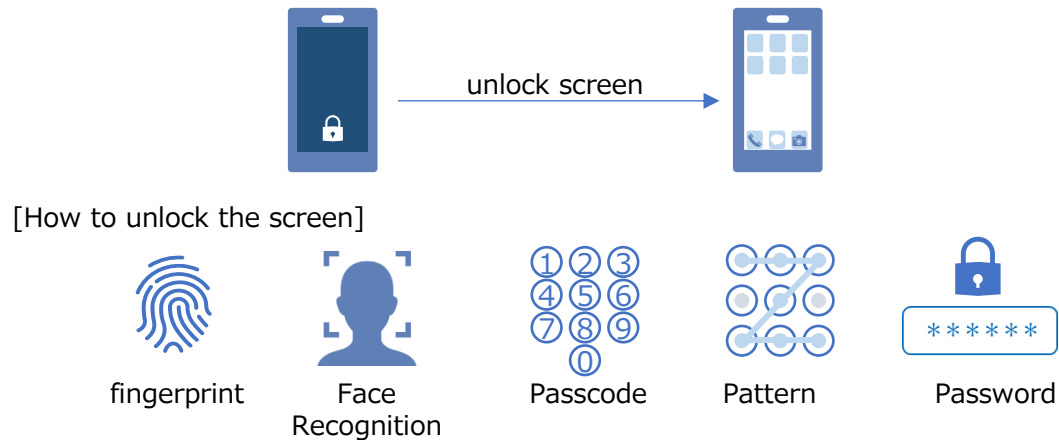 unlock screen
[How to unlock the screen]
1 2 3
4 5 6
7 8 9
0
******
fingerprint Face Recognition Passcode Pattern Password